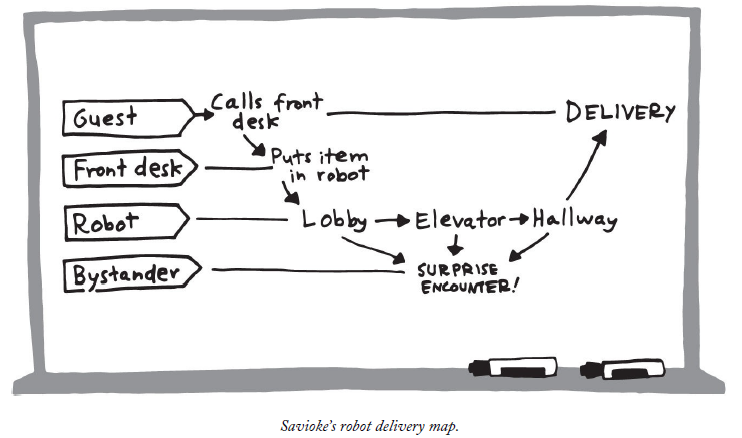 Guest
Calls front
desk
DELIVERY
Front desk
Puts item
in robot
Robot
Lobby
Elevator
Hallway
Bystander
SURPRISE
ENCOUNTER!
Savioke's robot delivery map.